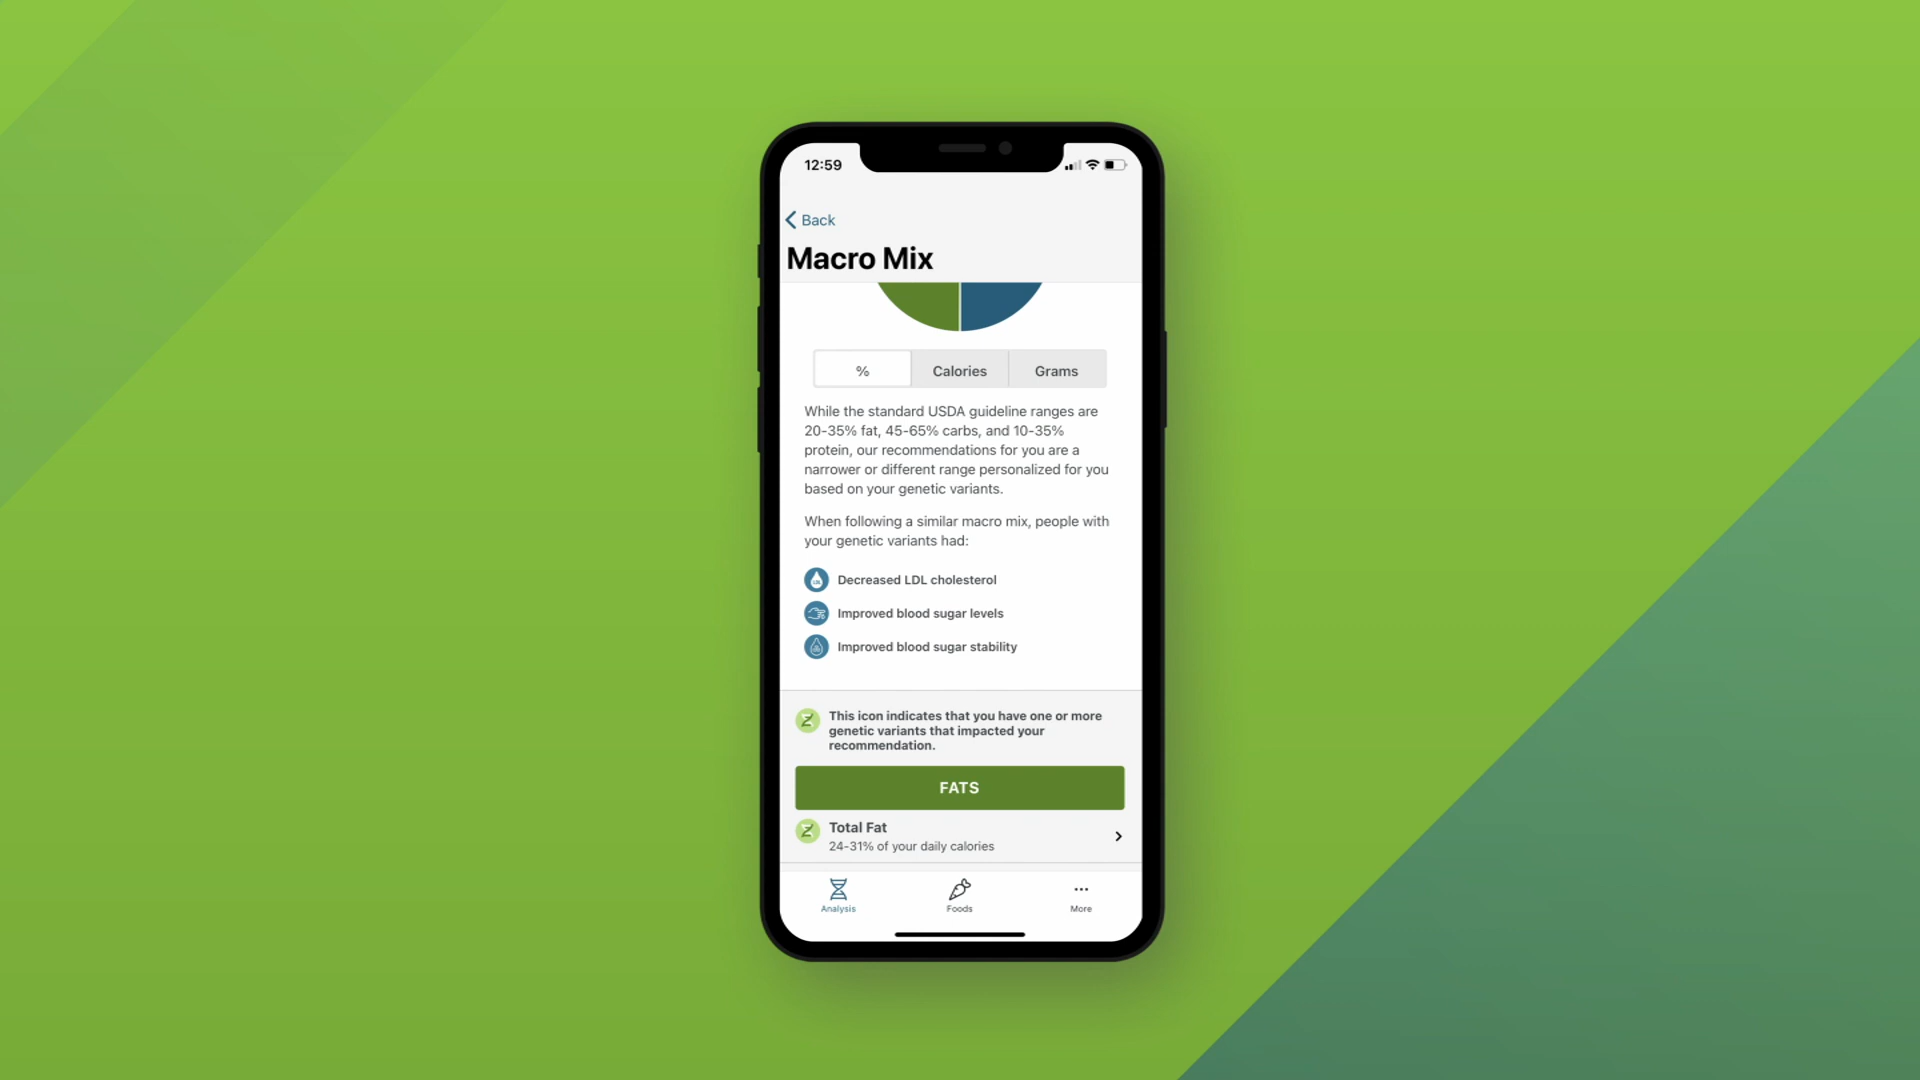 12:59
Back
Macro Mix
%
Calories
Grams
While the standard USDA guideline ranges are
20-35% fat, 45-65% carbs, and 10-35%
protein, our recommendations for you are a
narrower or different range personalized for you
based on your genetic variants.
When following a similar macro mix, people with
your genetic variants had:
Decreased LDL cholesterol
Improved blood sugar levels
Improved blood sugar stability
This icon indicates that you have one or more
genetic variants that impacted your
recommendation.
FATS
Total Fat
24-31% of your daily calories
Analysis
Foods
More